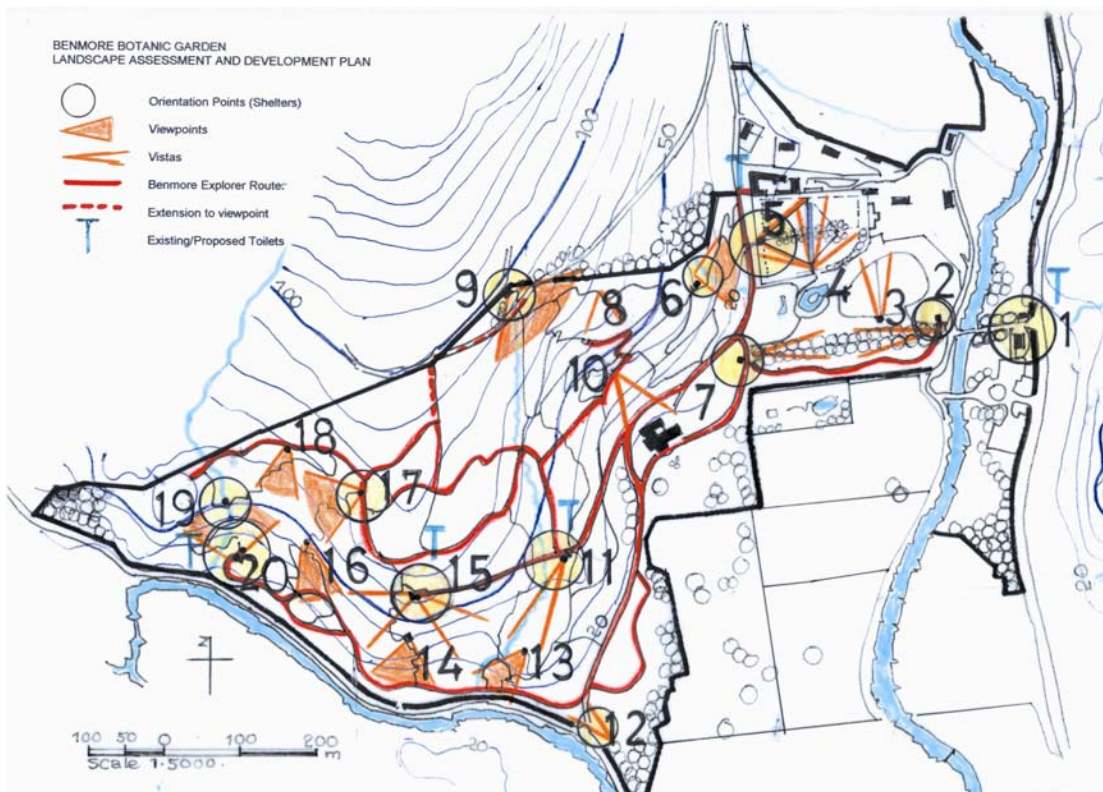 BENMORE BOTANIC GARDEN
LANDSCAPE ASSESSMENT AND DEVELOPMENT PLAN
Orientation Points (Shelters)
Viewpoints
Vistas
Benmore Explorer Route:
Extension to viewpoint
T
Existing/Proposed Toilets
100
50
T
5
9
100
8
6
4
3
2
T
1
10
7
18
17
19
T
20
16
T
15
T
11
20
14
13
12
20
20
N
100 50 0 100 200
m
Scale 1:5000.